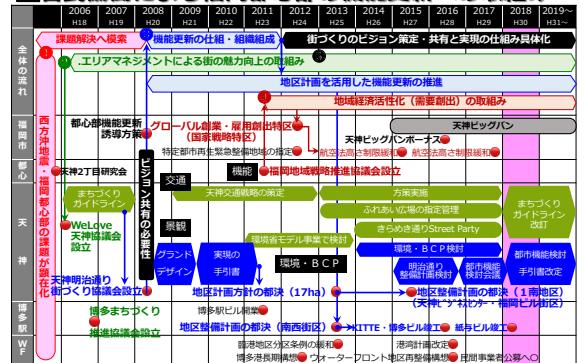 2006 2007 2008 2009 2010 2011 2012 2013 2014 2015 2016 2017 2018 2019～
H18 H19 H20 H21 H22 H23 H24 H25 H26 H27 H28 H29 H30 H31～
全体の流れ
課題解決へ模索
機能更新の仕組・組織組成
街づくりのビジョン策定・共有と実現の仕組み具体化
エリアマネジメントによる街の魅力向上の取組み
地区計画を活用した機能更新の推進
地域経済活性化（需要創出）の取組み
福岡市
都心部機能更新
誘導方策
グローバル創業・雇用創出特区
（国家戦略特区）
天神ビッグバン
天神ビッグバンボーナス
特定都市再生緊急整備地域の指定
航空法高さ制限緩和
航空法高さ制限緩和
都心
天神2丁目研究会
機能
福岡地域戦略推進協議会設立
西方沖地震・福岡都心部の課題が顕在化
ビジョン共有の必要性
天神
まちづくり
ガイドライン
交通
天神交通戦略の策定
方策実施
まちづくり
ガイドライン
改訂
ふれあい広場の指定管理
WeLove
天神協議会
設立
景観
きらめき通りStreet Party
環境省モデル事業で検討
グランド
デザイン
実現の
手引書
環境・BCP
環境・ＢＣＰ検討
明治通り
整備計画検討
都市機能
検討会議
都市機能検討
手引書改定
天神明治通り
街づくり協議会設立
地区計画方針の都決（17ha）
地区整備計画の都決（１南地区）
（天神ﾋﾞｼﾞﾈｽｾﾝﾀｰ・福岡ビル街区）
博多駅
博多まちづくり
推進協議会設立
博多駅ビル開業
地区整備計画の都決（南西街区）
KITTE・博多ビル竣工
紙与ビル竣工
WF
臨港地区分区条例の緩和
港湾計画改定
博多港長期構想
ウォーターフロント地区再整備構想
民間事業者公募へ